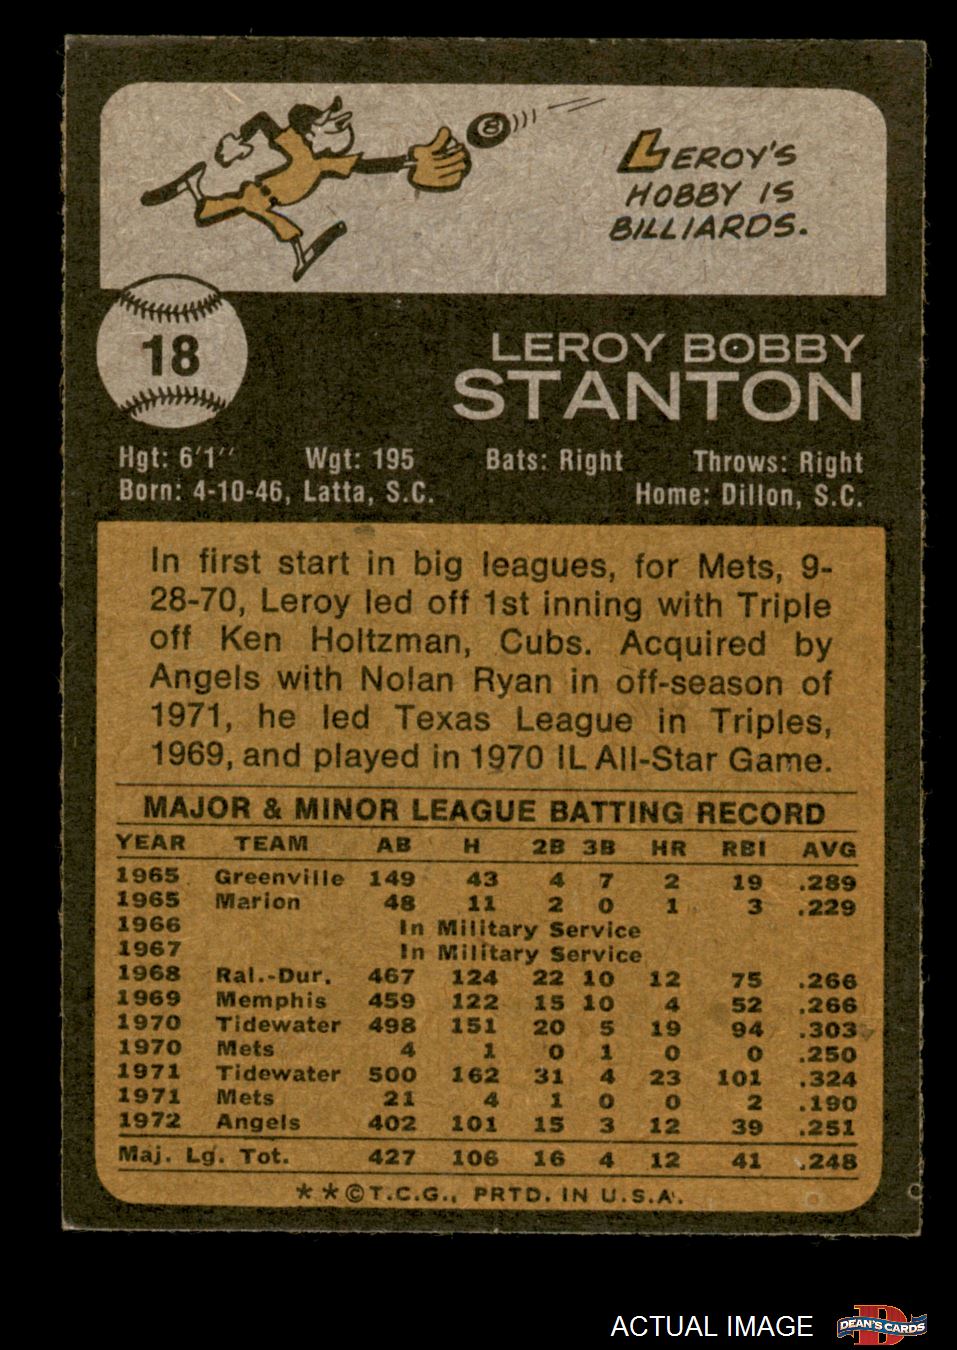 8
LEROY'S
HOBBY IS
BILLIARDS.
18
LEROY BOBBY
STANTON
Hgt: 6'1" Wgt: 195 Bats: Right Throws: Right
Born: 4-10-46, Latta, S.C. Home: Dillon, S.C.
In first start in big leagues, for Mets, 9-
28-70, Leroy led off 1st inning with Triple
off Ken Holtzman, Cubs. Acquired by
Angels with Nolan Ryan in off-season of
1971, he led Texas League in Triples,
1969, and played in 1970 IL All-Star Game.
MAJOR & MINOR LEAGUE BATTING RECORD
YEAR TEAM AB H 2B 3B HR RBI AVG
1965 Greenville 149 43 4 7 2 19 .289
1965 Marion 48 11 2 0 1 3 .229
1966 In Military Service
1967 In Military Service
1968 Ral.-Dur. 467 124 22 10 12 75 .266
1969 Memphis 459 122 15 10 4 52 .266
1970 Tidewater 498 151 20 5 19 94 .303
1970 Mets 4 1 0 1 0 0 .250
1971 Tidewater 500 162 31 4 23 101 .324
1971 Mets 21 4 1 0 0 2 .190
1972 Angels 402 101 15 3 12 39 .251
Maj. Lg. Tot. 427 106 16 4 12 41 .248
**©T.C.G., PRTD. IN U.S.A.
ACTUAL IMAGE
D
DEAN'S CARDS